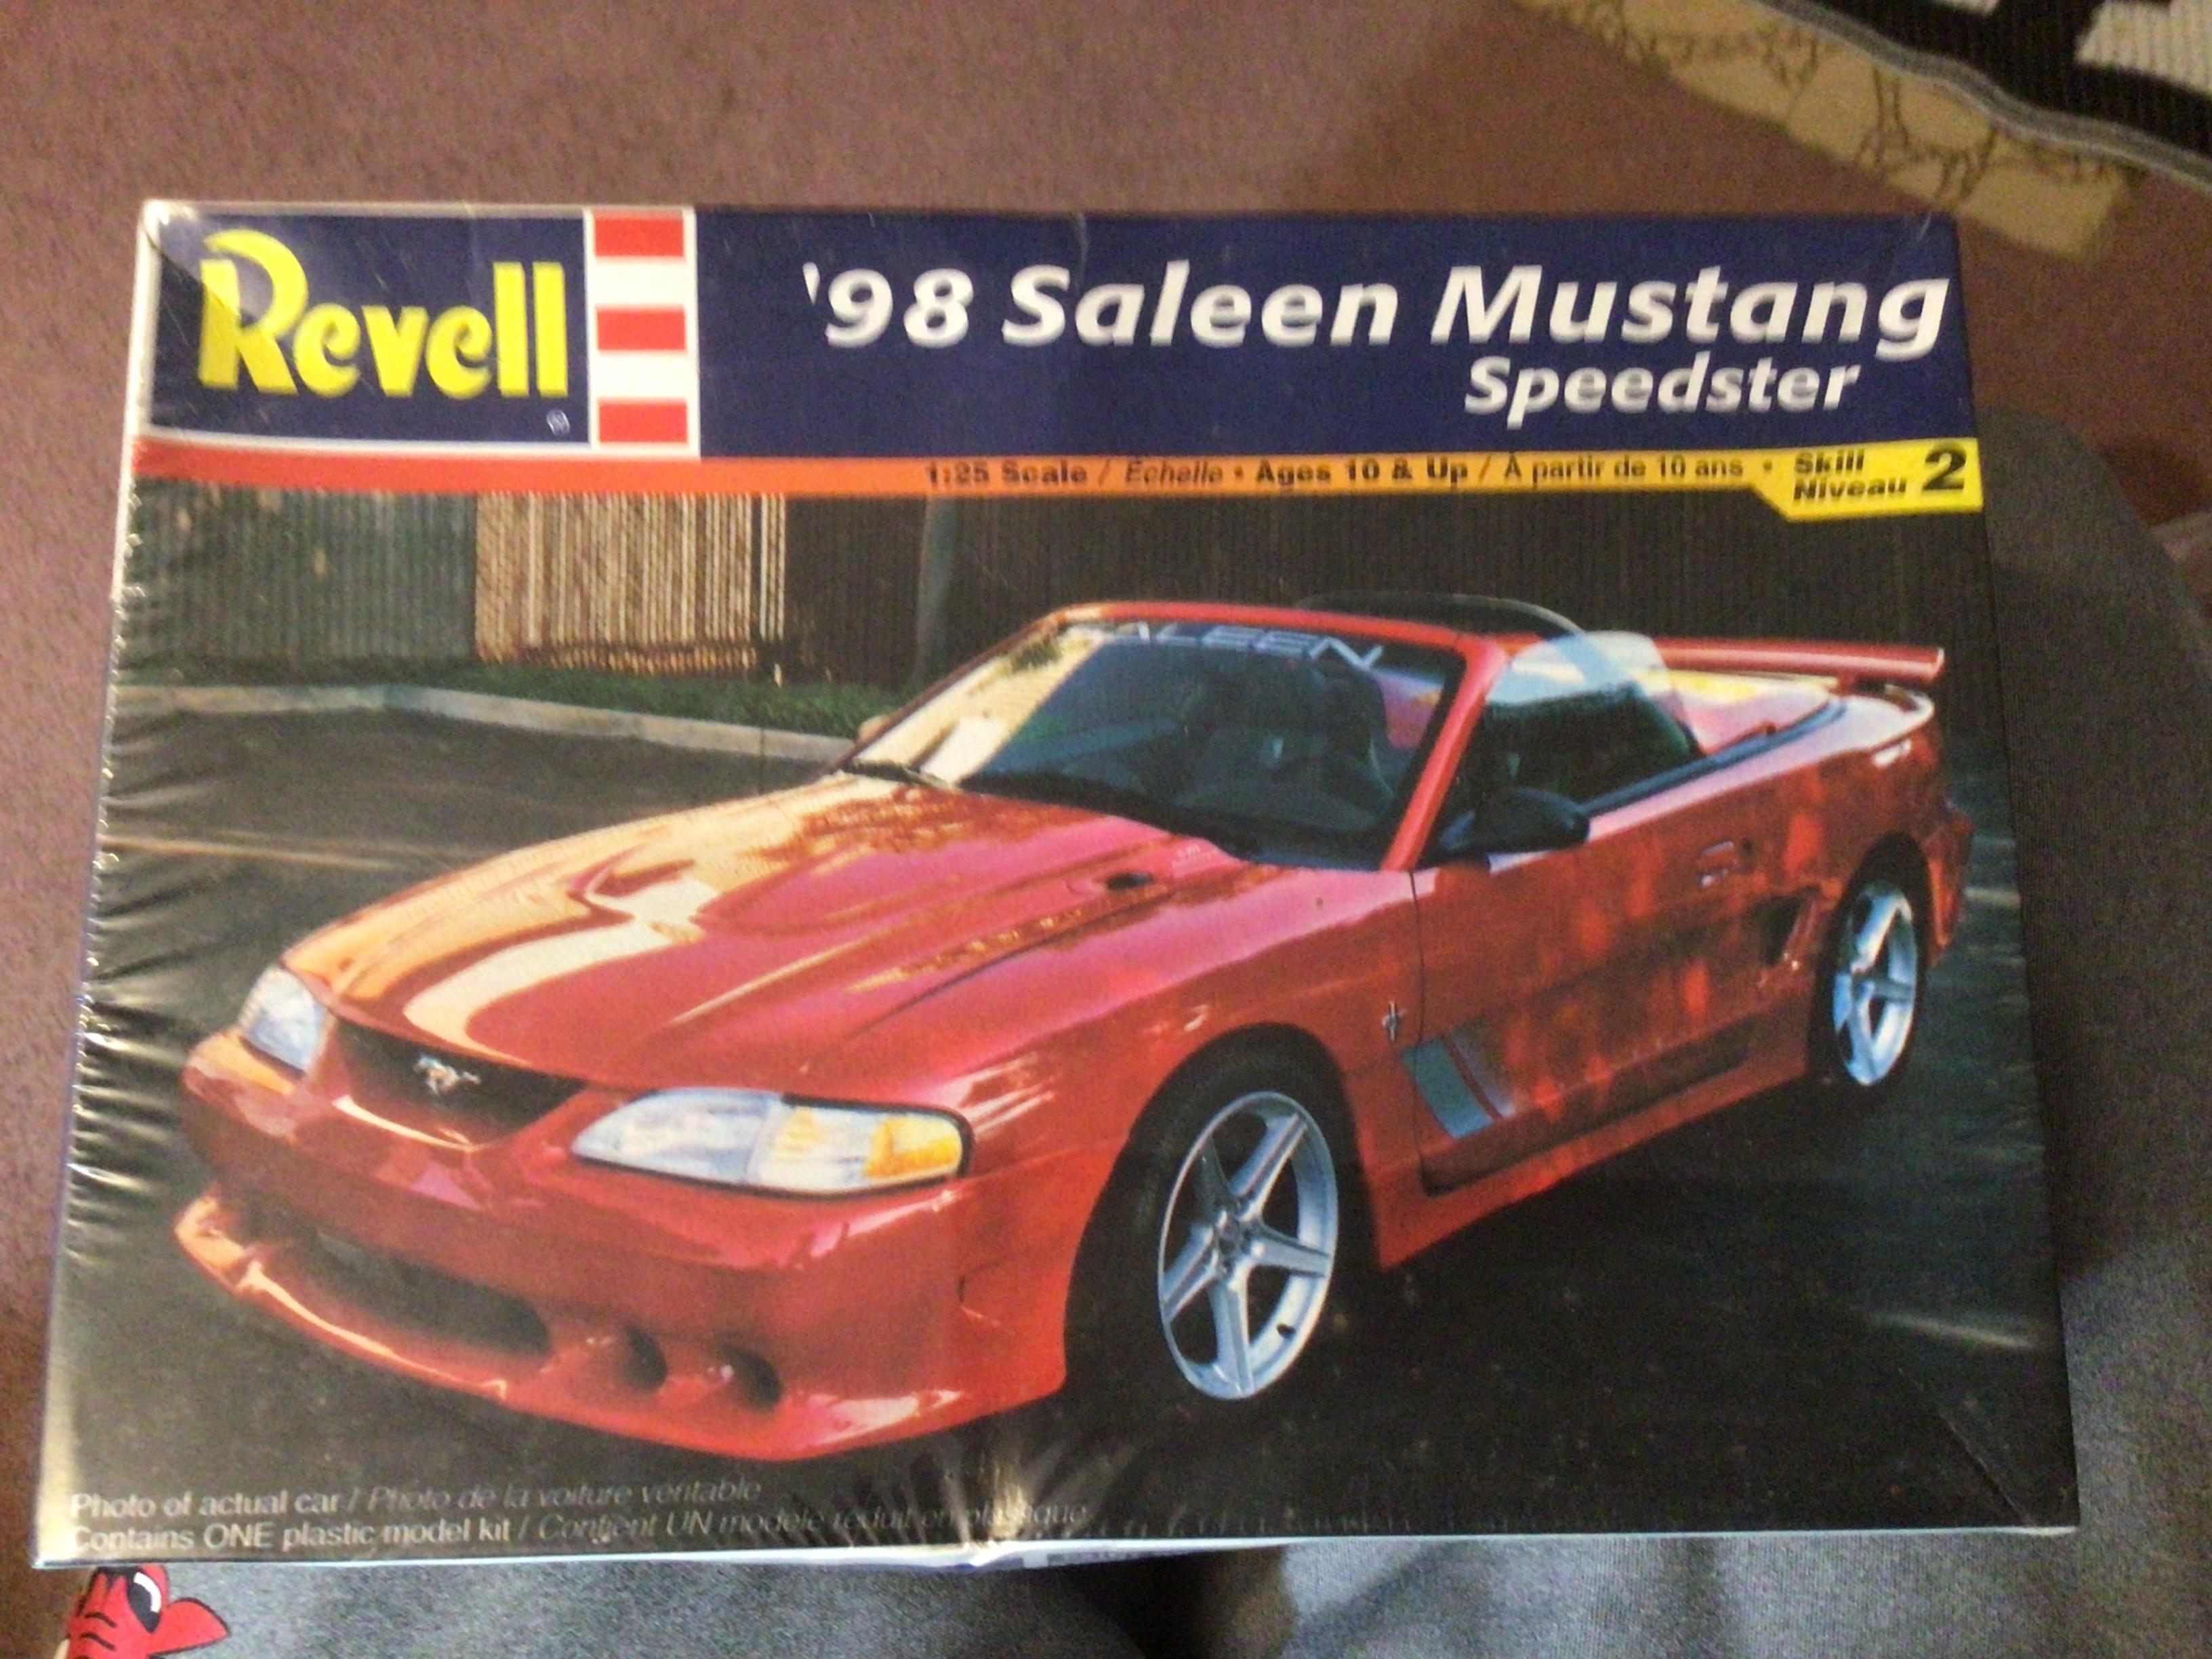 Revell
®
'98 Saleen Mustang
Speedster
1:25 Scale / Échelle • Ages 10 & Up / À partir de 10 ans • Skill
Niveau 2
ALEEN
Photo of actual car / Photo de la voiture véritable
Contains ONE plastic model kit / Contient UN modèle réduit en plastique